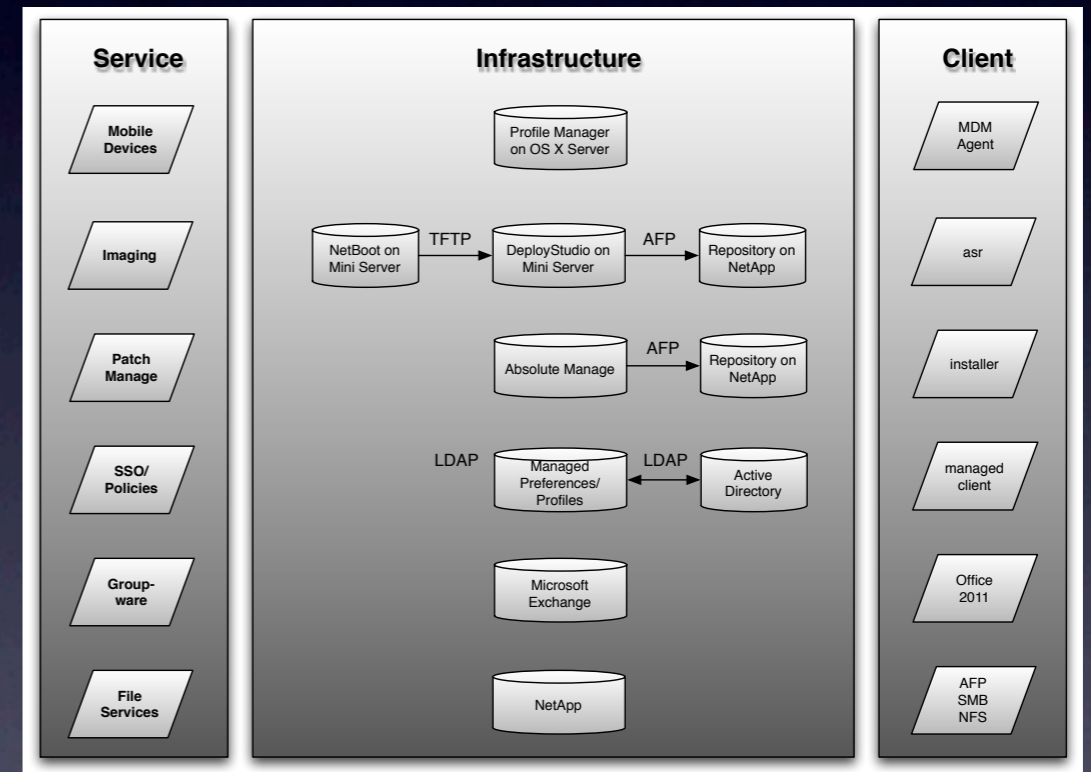 Service
Infrastructure
Client
Mobile
Devices
Profile Manager
on OS X Server
MDM
Agent
Imaging
NetBoot on
Mini Server
TFTP
DeployStudio on
Mini Server
AFP
Repository on
NetApp
asr
Patch
Manage
Absolute Manage
AFP
Repository on
NetApp
installer
SSO/
Policies
LDAP
Managed
Preferences/
Profiles
LDAP
Active
Directory
managed
client
Group-
ware
Microsoft
Exchange
Office
2011
File
Services
NetApp
AFP
SMB
NFS